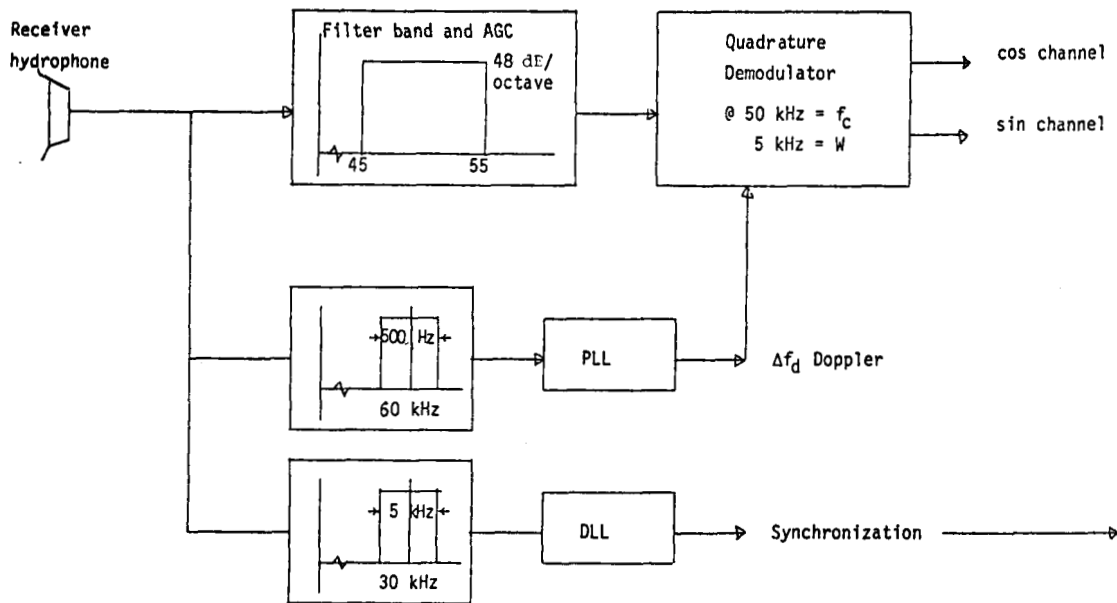 Receiver
hydrophone
Filter band and AGC
48 dE/
octave
45
55
Quadrature
Demodulator
@ 50 kHz = fc
5 kHz = W
cos channel
sin channel
500 Hz
60 kHz
PLL
Δfd Doppler
5 kHz
30 kHz
DLL
Synchronization